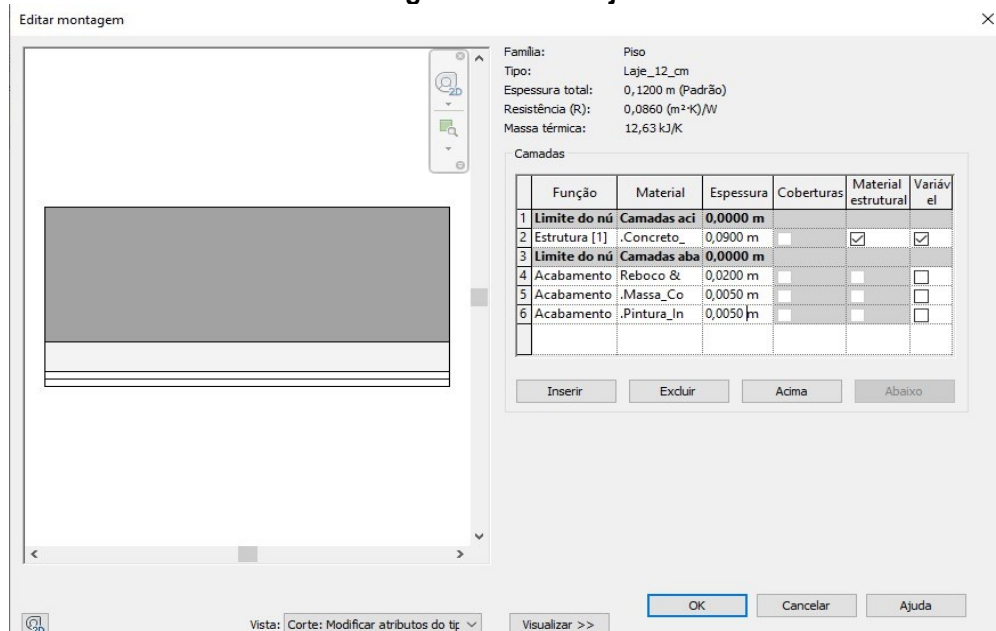 Editar montagem
2D
Família: Piso
Tipo: Laje_12_cm
Espessura total: 0,1200 m (Padrão)
Resistência (R): 0,0860 (m²·K)/W
Massa térmica: 12,63 kJ/K
Camadas
Função Material Espessura Coberturas Material estrutural Variáv el
1 Limite do nú Camadas aci 0,0000 m
2 Estrutura [1] .Concreto_ 0,0900 m
3 Limite do nú Camadas aba 0,0000 m
4 Acabamento Reboco & 0,0200 m
5 Acabamento .Massa_Co 0,0050 m
6 Acabamento .Pintura_In 0,0050 m
Inserir Excluir Acima Abaixo
OK Cancelar Ajuda
Vista: Corte: Modificar atributos do tip Visualizar >>